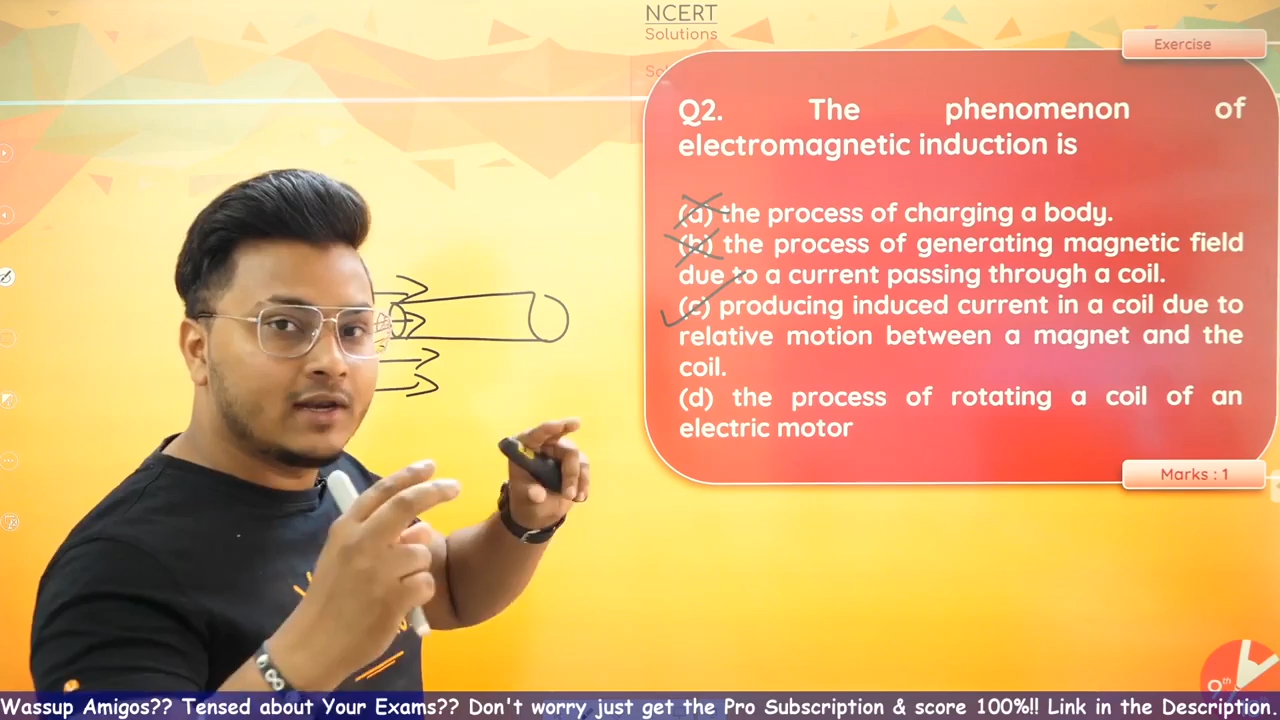 NCERT
Solutions
Exercise
Q2. The phenomenon of
electromagnetic induction is
(a) the process of charging a body.
(b) the process of generating magnetic field
due to a current passing through a coil.
(c) producing induced current in a coil due to
relative motion between a magnet and the
coil.
(d) the process of rotating a coil of an
electric motor
Marks : 1
9th
Wassup Amigos?? Tensed about Your Exams?? Don't worry just get the Pro Subscription & score 100%!! Link in the Description.